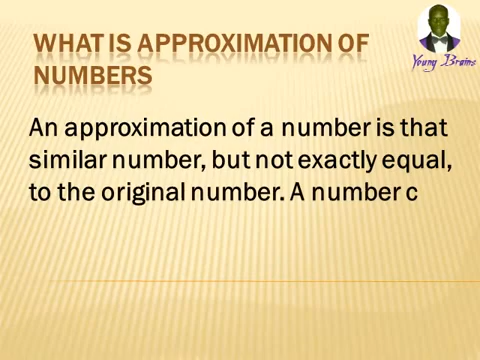 WHAT IS APPROXIMATION OF
NUMBERS
Young Brains
An approximation of a number is that
similar number, but not exactly equal,
to the original number. A number c